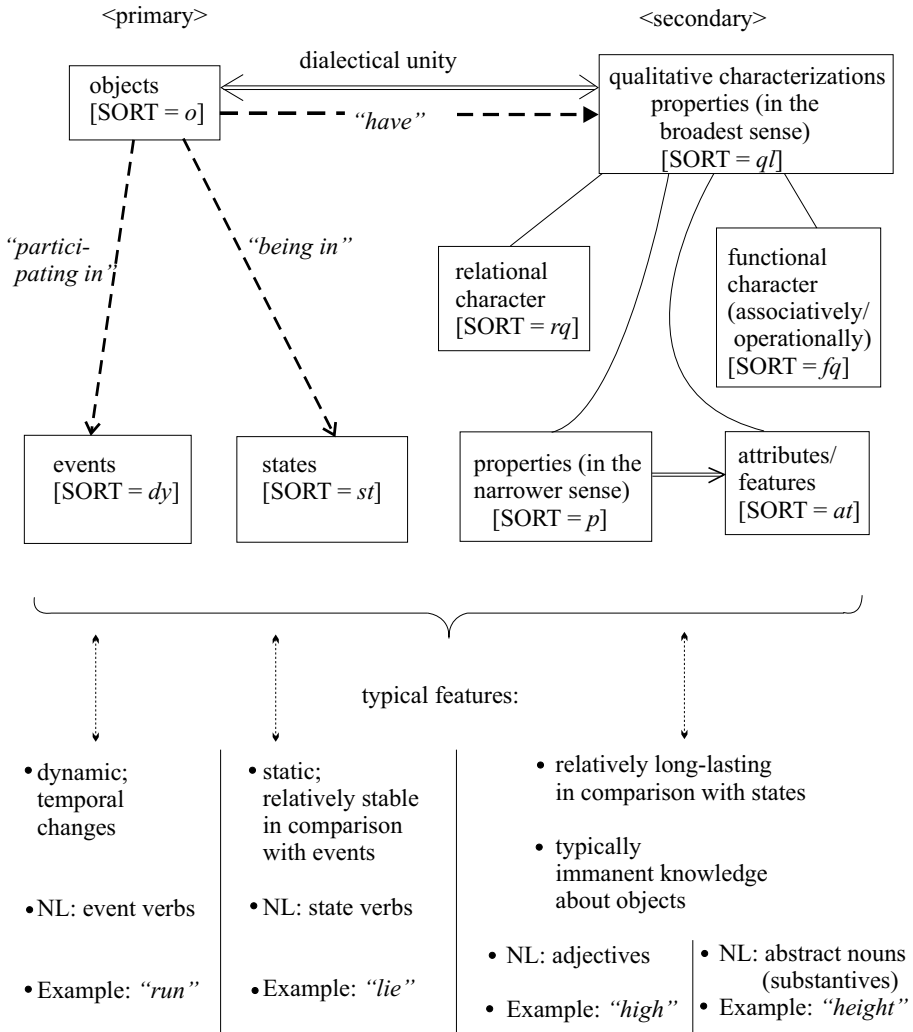 <primary>
<secondary>
dialectical unity
objects
[SORT = o]
"have"
qualitative characterizations
properties (in the
broadest sense)
[SORT = ql]
"partici-
pating in"
"being in"
relational
character
[SORT = rq]
functional
character
(associatively/
operationally)
[SORT = fq]
events
[SORT = dy]
states
[SORT = st]
properties (in the
narrower sense)
[SORT = p]
attributes/
features
[SORT = at]
typical features:
• dynamic;
temporal
changes
• NL: event verbs
• Example: "run"
• static;
relatively stable
in comparison
with events
• NL: state verbs
• Example: "lie"
• relatively long-lasting
in comparison with states
• typically
immanent knowledge
about objects
• NL: adjectives
• Example: "high"
• NL: abstract nouns
(substantives)
• Example: "height"